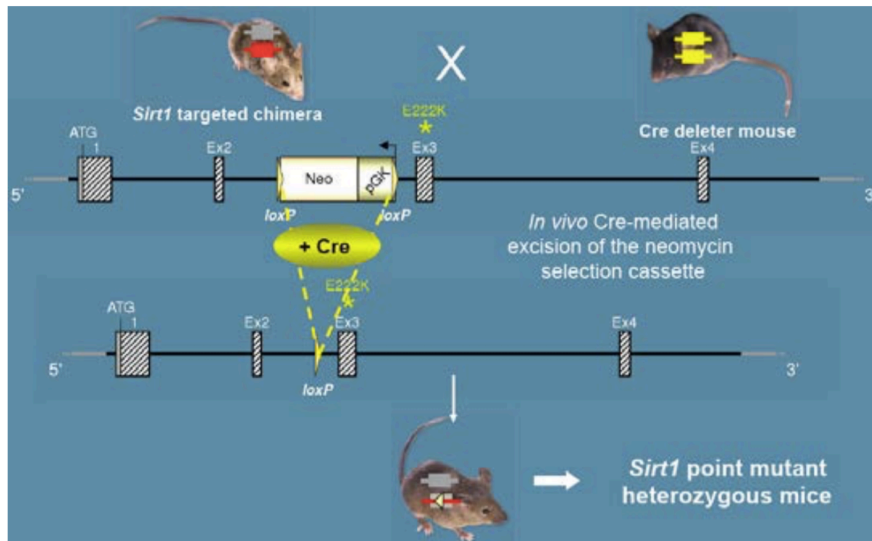 X
Sirt1 targeted chimera
Cre deleter mouse
E222K
*
ATG
1
Ex2
Neo
pGK
Ex3
Ex4
5'
3'
loxP
loxP
+ Cre
In vivo Cre-mediated
excision of the neomycin
selection cassette
E222K
*
ATG
1
Ex2
Ex3
Ex4
5'
3'
loxP
Sirt1 point mutant
heterozygous mice